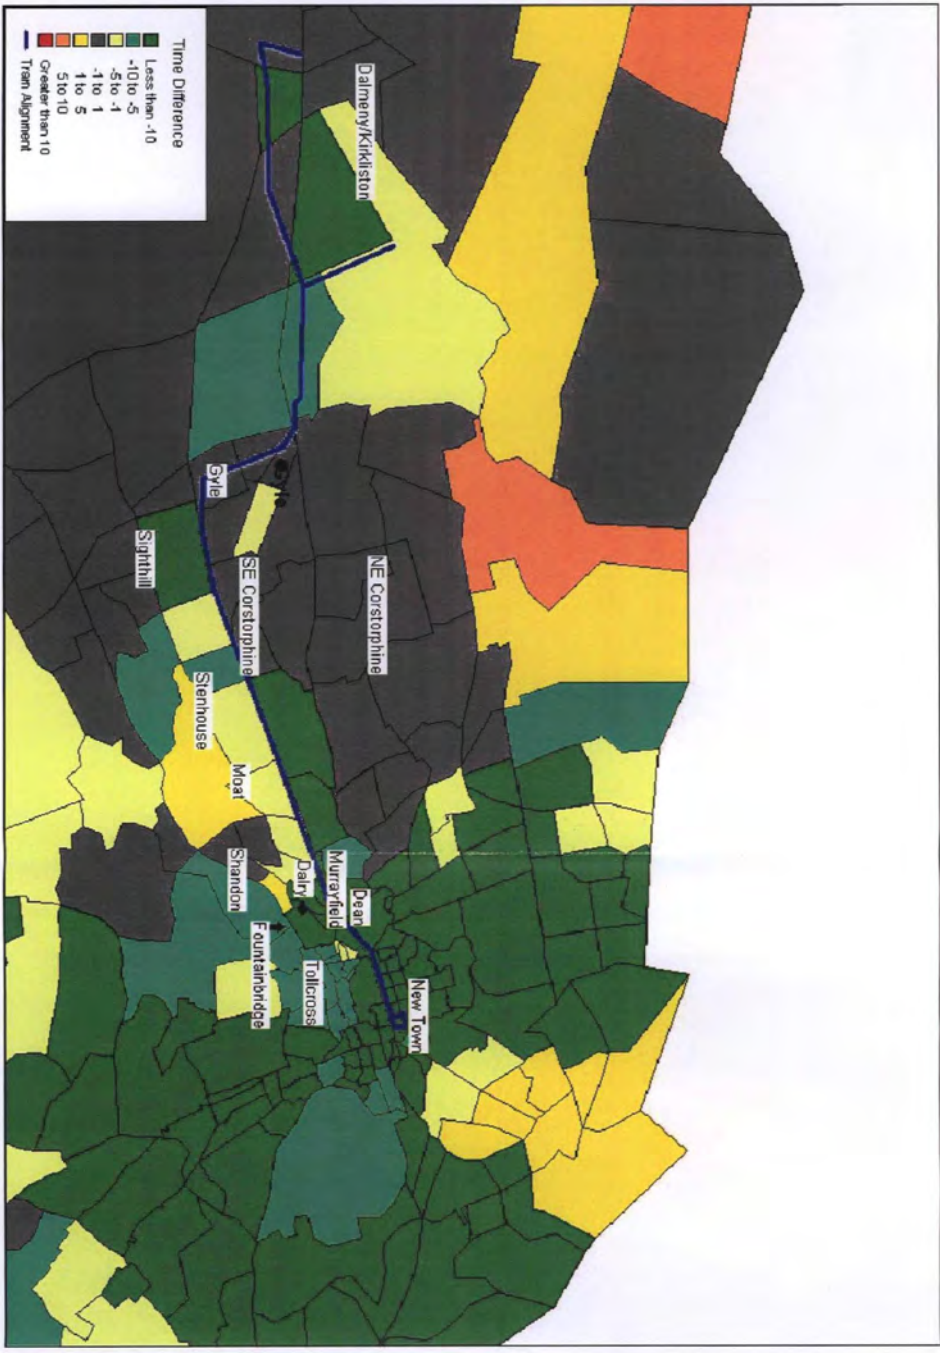 Time Difference
Less than -10
-10 to -5
-5 to -1
-1 to 1
1 to 5
5 to 10
Greater than 10
Tram Alignment
Dalmeny/Kirkliston
Gyle
Gyle
Sighthill
SE Corstorphine
NE Corstorphine
Stenhouse
Moat
Shandon
Dalry
Murrayfield
Dean
Fountainbridge
Tollcross
New Town